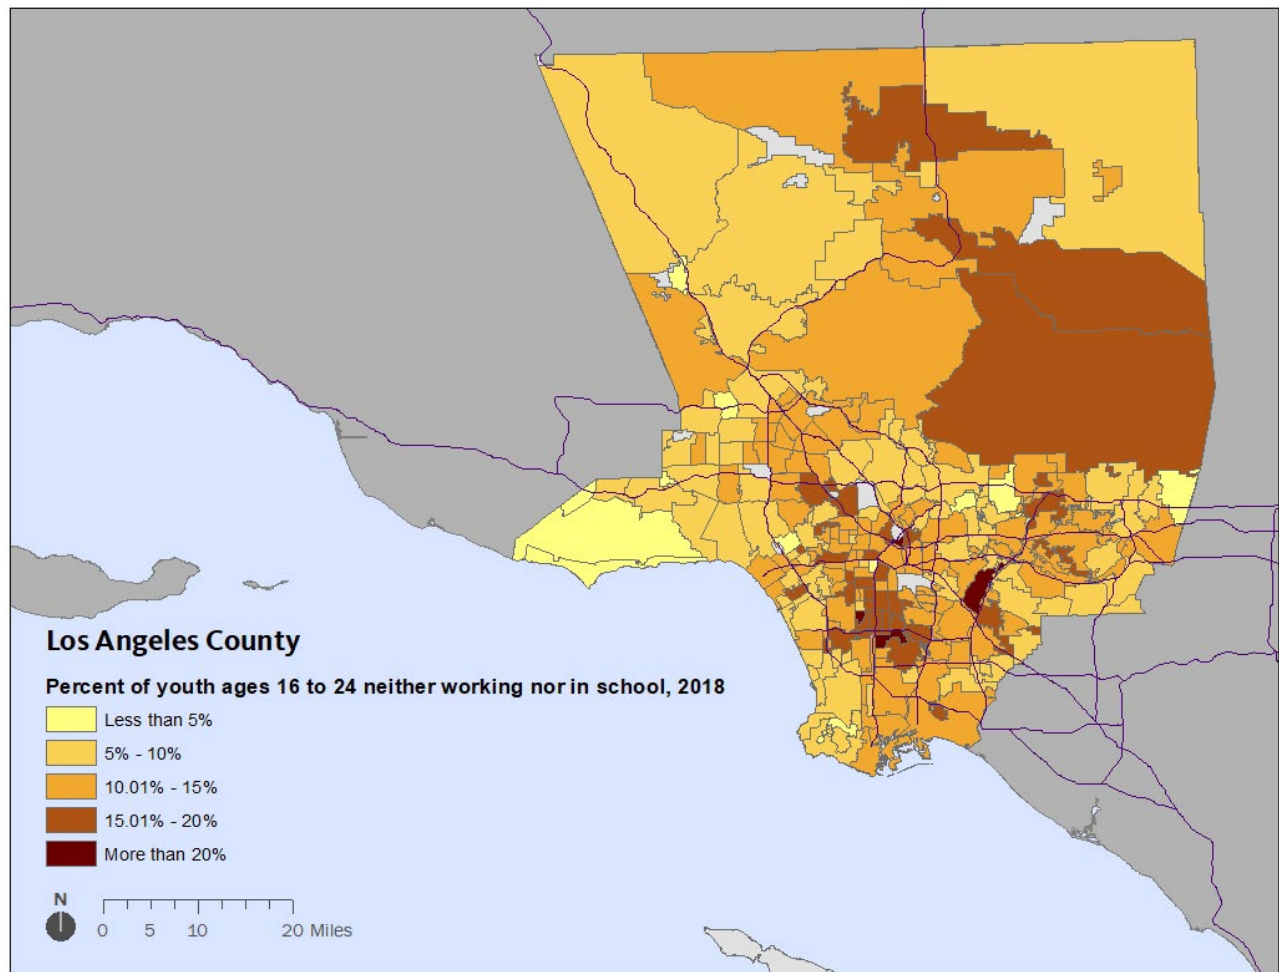 Los Angeles County
Percent of youth ages 16 to 24 neither working nor in school, 2018
Less than 5%
5% - 10%
10.01% - 15%
15.01% - 20%
More than 20%
N
0 5 10 20 Miles